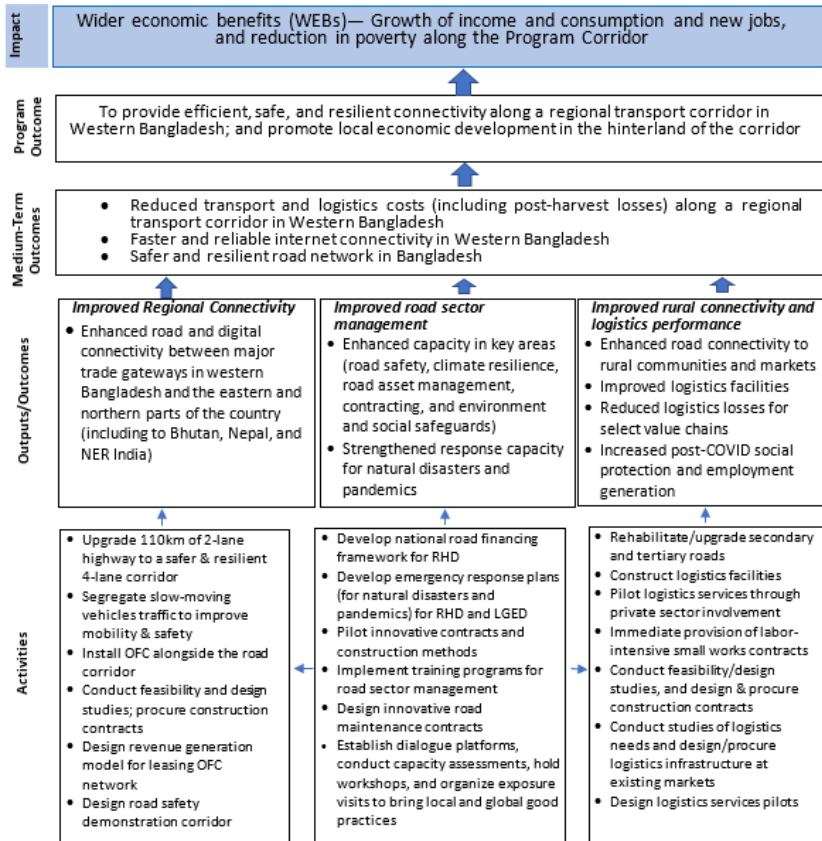 Impact
Wider economic benefits (WEBs)— Growth of income and consumption and new jobs,
and reduction in poverty along the Program Corridor
Program
Outcome
To provide efficient, safe, and resilient connectivity along a regional transport corridor in
Western Bangladesh; and promote local economic development in the hinterland of the corridor
Medium-Term
Outcomes
• Reduced transport and logistics costs (including post-harvest losses) along a regional
transport corridor in Western Bangladesh
• Faster and reliable internet connectivity in Western Bangladesh
• Safer and resilient road network in Bangladesh
Outputs/Outcomes
Improved Regional Connectivity
• Enhanced road and digital
connectivity between major
trade gateways in western
Bangladesh and the eastern and
northern parts of the country
(including to Bhutan, Nepal, and
NER India)
Improved road sector
management
• Enhanced capacity in key areas
(road safety, climate resilience,
road asset management,
contracting, and environment
and social safeguards)
• Strengthened response capacity
for natural disasters and
pandemics
Improved rural connectivity and
logistics performance
• Enhanced road connectivity to
rural communities and markets
• Improved logistics facilities
• Reduced logistics losses for
select value chains
• Increased post-COVID social
protection and employment
generation
Activities
• Upgrade 110km of 2-lane
highway to a safer & resilient
4-lane corridor
• Segregate slow-moving
vehicles traffic to improve
mobility & safety
• Install OFC alongside the road
corridor
• Conduct feasibility and design
studies; procure construction
contracts
• Design revenue generation
model for leasing OFC
network
• Design road safety
demonstration corridor
• Develop national road financing
framework for RHD
• Develop emergency response plans
(for natural disasters and
pandemics) for RHD and LGED
• Pilot innovative contracts and
construction methods
• Implement training programs for
road sector management
• Design innovative road
maintenance contracts
• Establish dialogue platforms,
conduct capacity assessments, hold
workshops, and organize exposure
visits to bring local and global good
practices
• Rehabilitate/upgrade secondary
and tertiary roads
• Construct logistics facilities
• Pilot logistics services through
private sector involvement
• Immediate provision of labor-
intensive small works contracts
• Conduct feasibility/design
studies, and design & procure
construction contracts
• Conduct studies of logistics
needs and design/procure
logistics infrastructure at
existing markets
• Design logistics services pilots